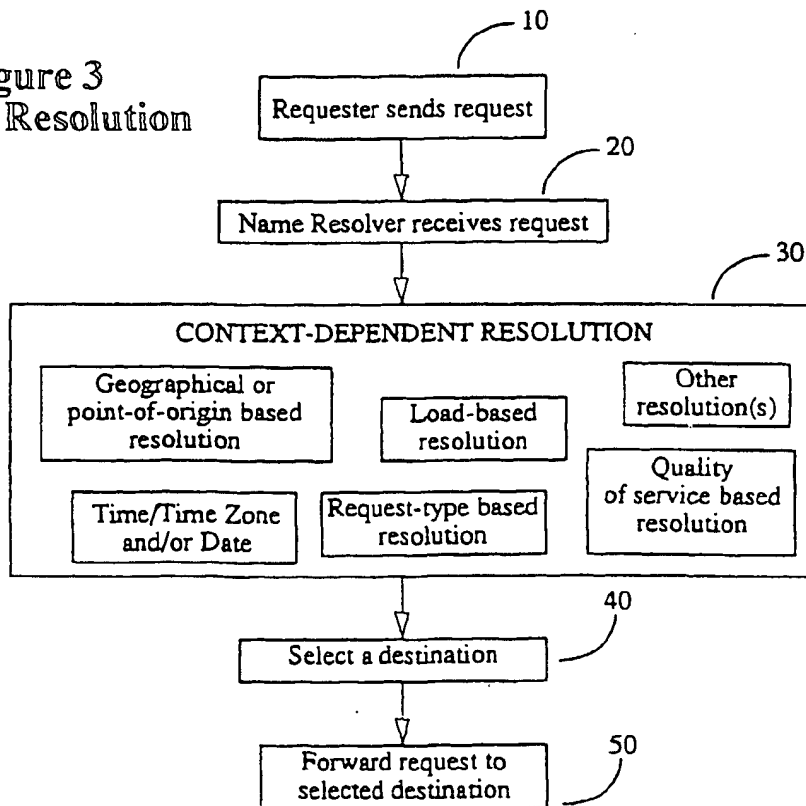 gure 3
Resolution
10
Requester sends request
20
Name Resolver receives request
30
CONTEXT-DEPENDENT RESOLUTION
Geographical or
point-of-origin based
resolution
Load-based
resolution
Other
resolution(s)
Time/Time Zone
and/or Date
Request-type based
resolution
Quality
of service based
resolution
40
Select a destination
50
Forward request to
selected destination